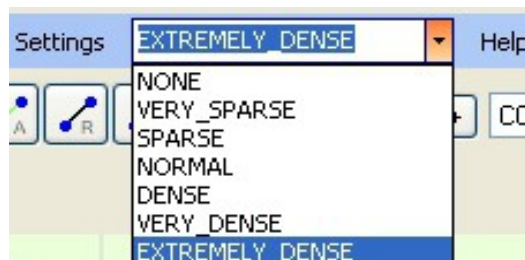 Settings EXTREMELY_DENSE Help
NONE
VERY_SPARSE
SPARSE
NORMAL
DENSE
VERY_DENSE
EXTREMELY_DENSE
A R